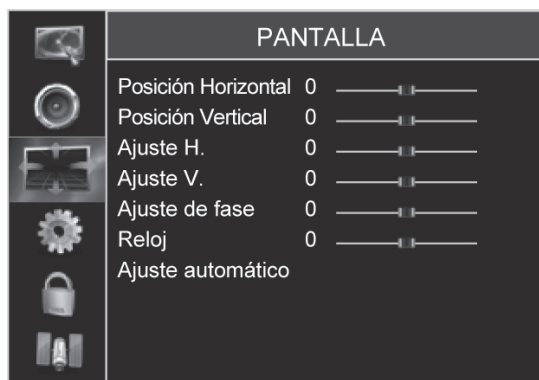 PANTALLA
Posición Horizontal 0
Posición Vertical 0
Ajuste H. 0
Ajuste V. 0
Ajuste de fase 0
Reloj 0
Ajuste automático